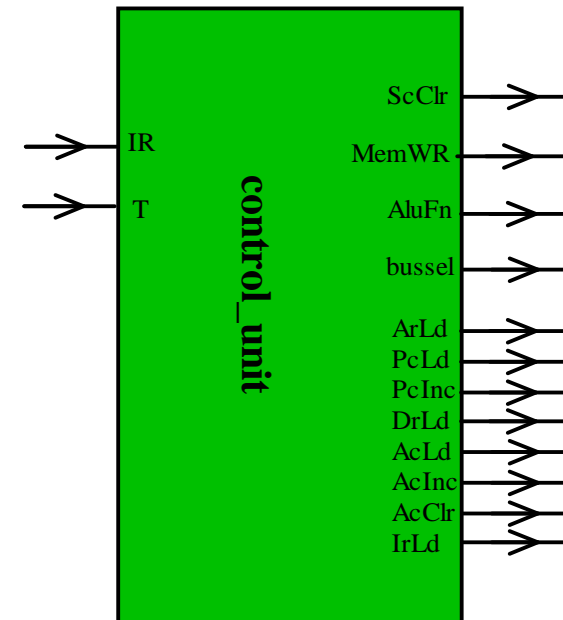 IR
T
control_unit
ScClr
MemWR
AluFn
bussel
ArLd
PcLd
PcInc
DrLd
AcLd
AcInc
AcClr
IrLd